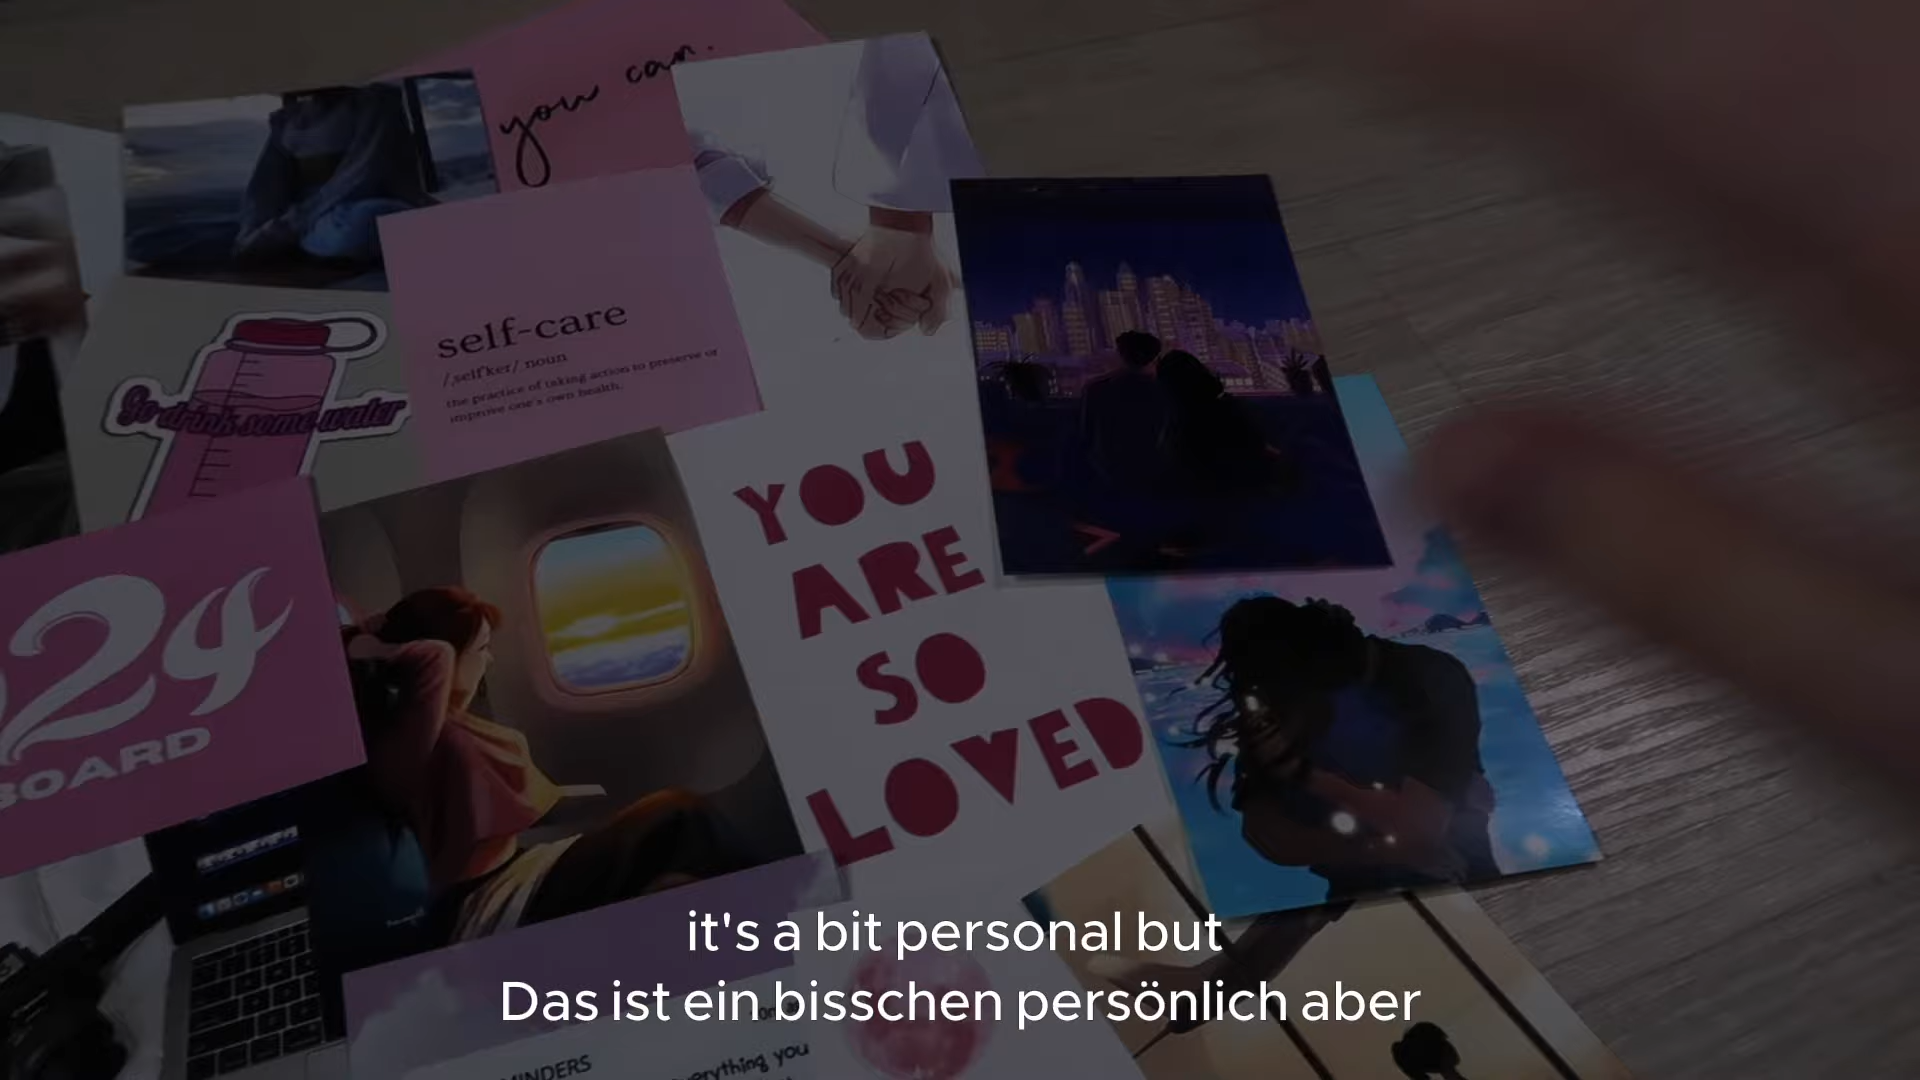 you can.
self-care
/ˌselfˈker/ noun
the practice of taking action to preserve or
improve one's own health.
Go drink some water
YOU
ARE
SO
LOVED
24
BOARD
it's a bit personal but
Das ist ein bisschen persönlich aber
everything you